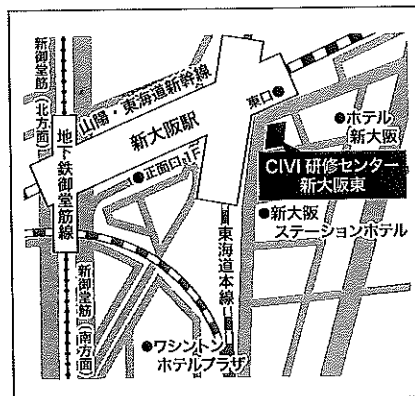 新御堂筋(北方面)
地下鉄御堂筋線
山陽・東海道新幹線
新大阪駅
東口●
●ホテル
新大阪
CIVI 研修センター
新大阪東
●正面口1F
●新大阪
ステーションホテル
東海道本線
新御堂筋(南方面)
●ワシントン
ホテルプラザ